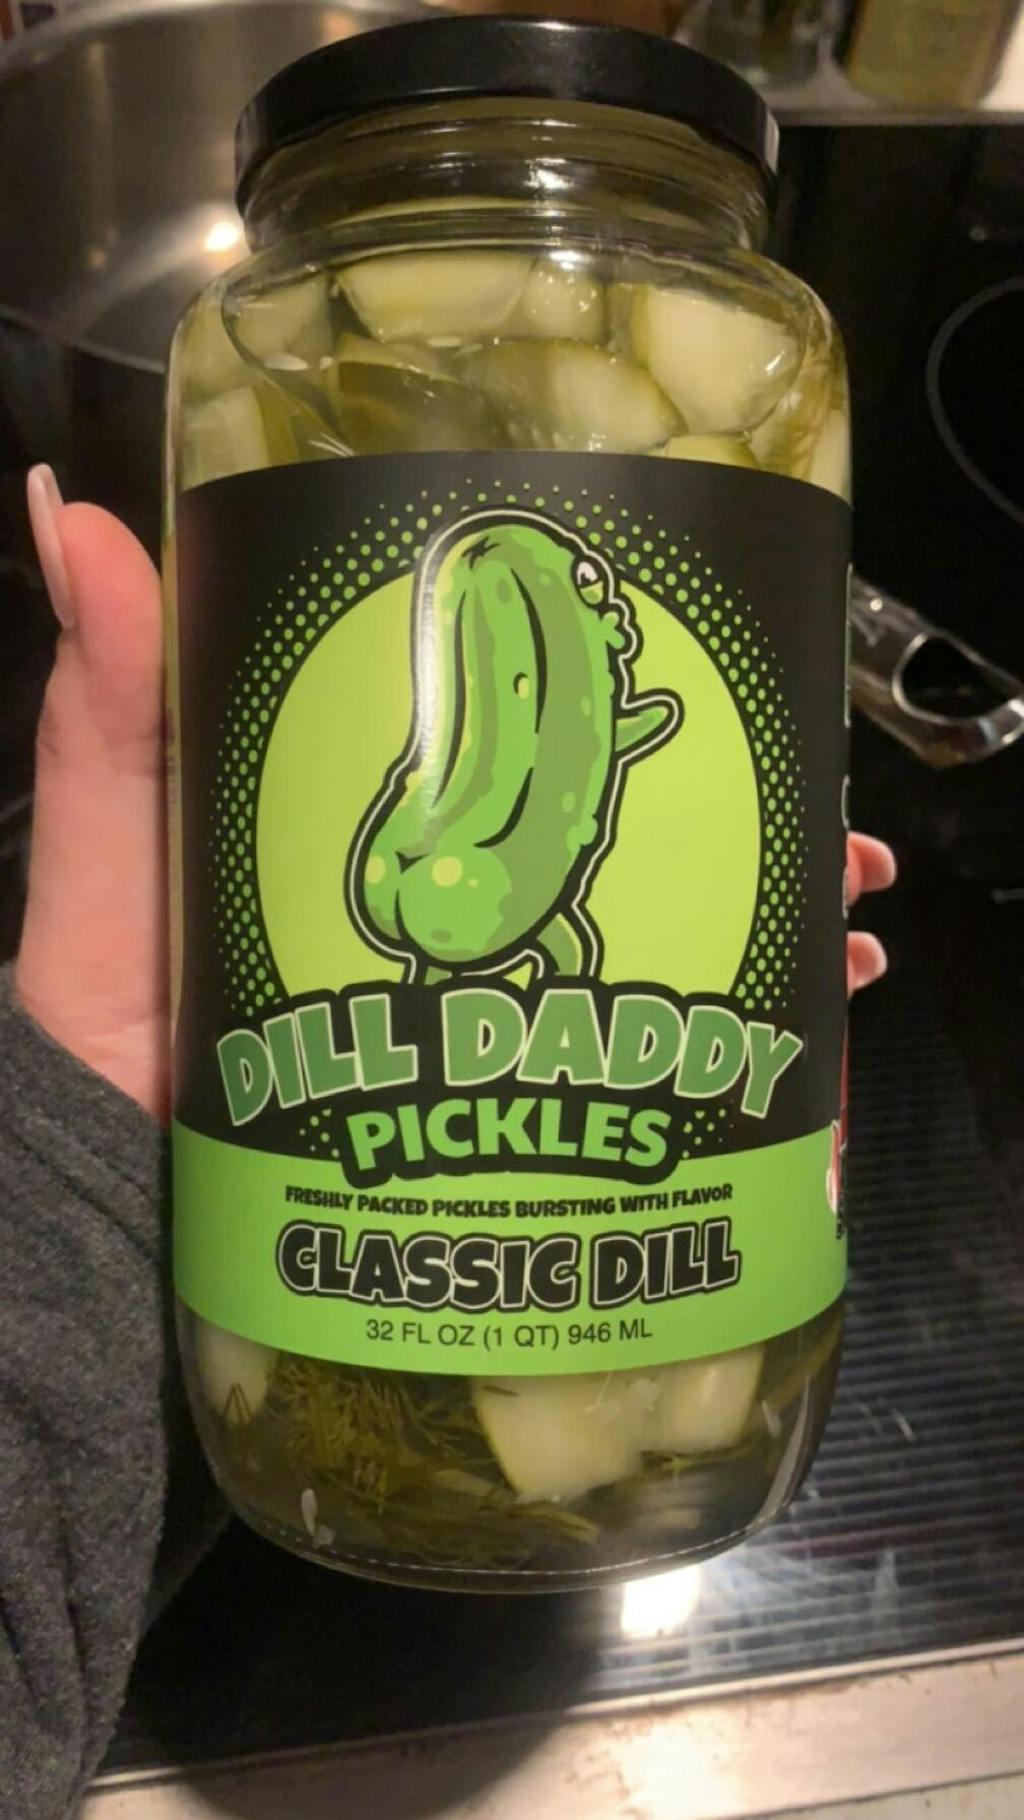 DILL DADDY
PICKLES
FRESHLY PACKED PICKLES BURSTING WITH FLAVOR
CLASSIC DILL
32 FL OZ (1 QT) 946 ML